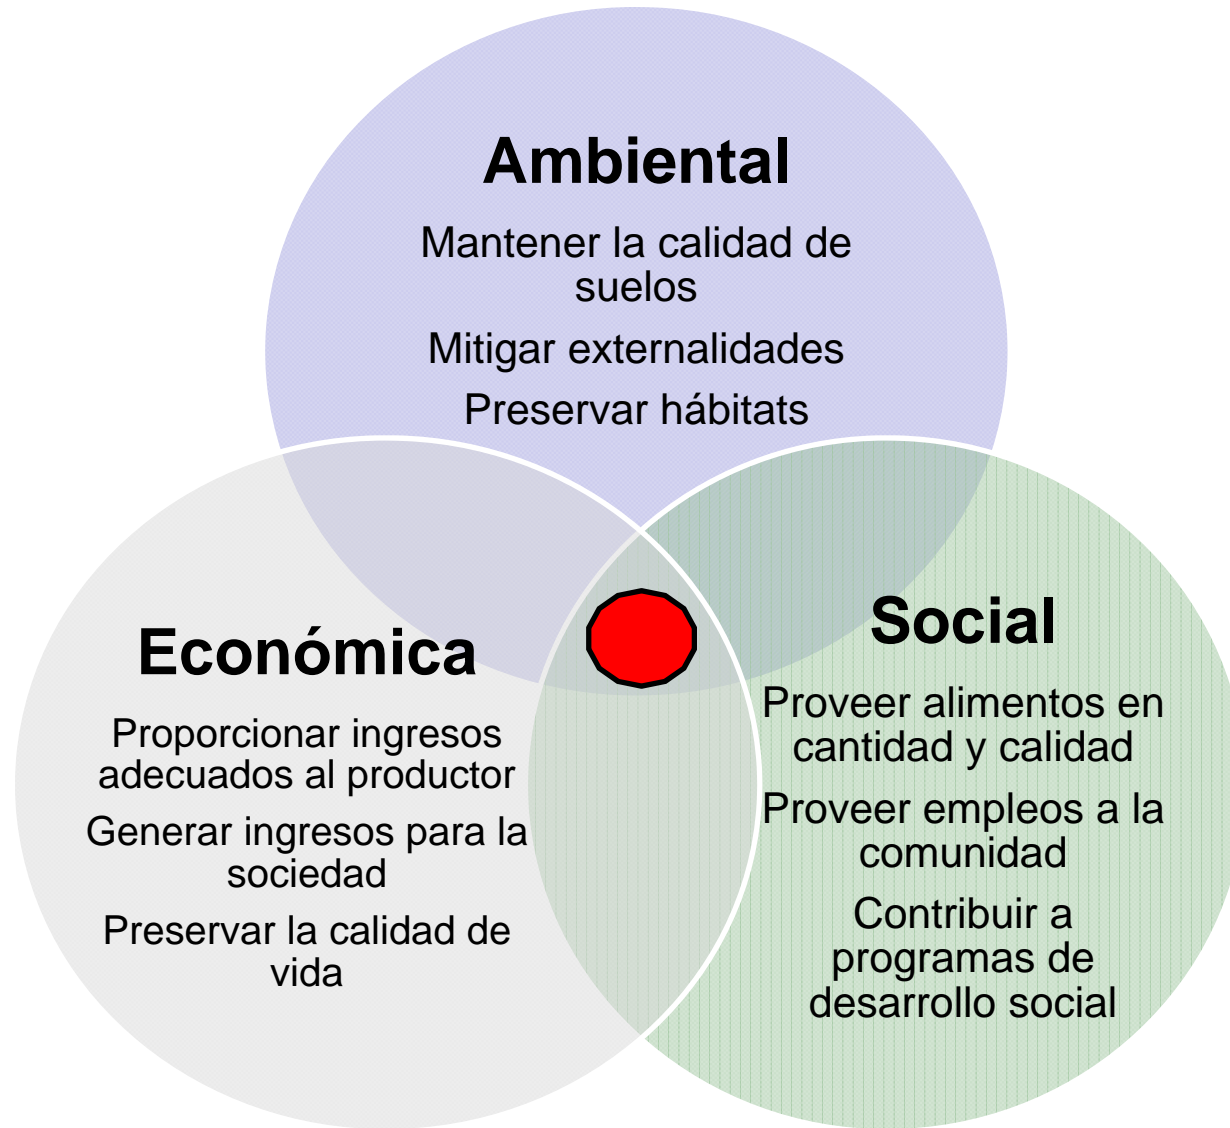 Ambiental
Mantener la calidad de
suelos
Mitigar externalidades
Preservar hábitats
Económica
Proporcionar ingresos
adecuados al productor
Generar ingresos para la
sociedad
Preservar la calidad de
vida
Social
Proveer alimentos en
cantidad y calidad
Proveer empleos a la
comunidad
Contribuir a
programas de
desarrollo social